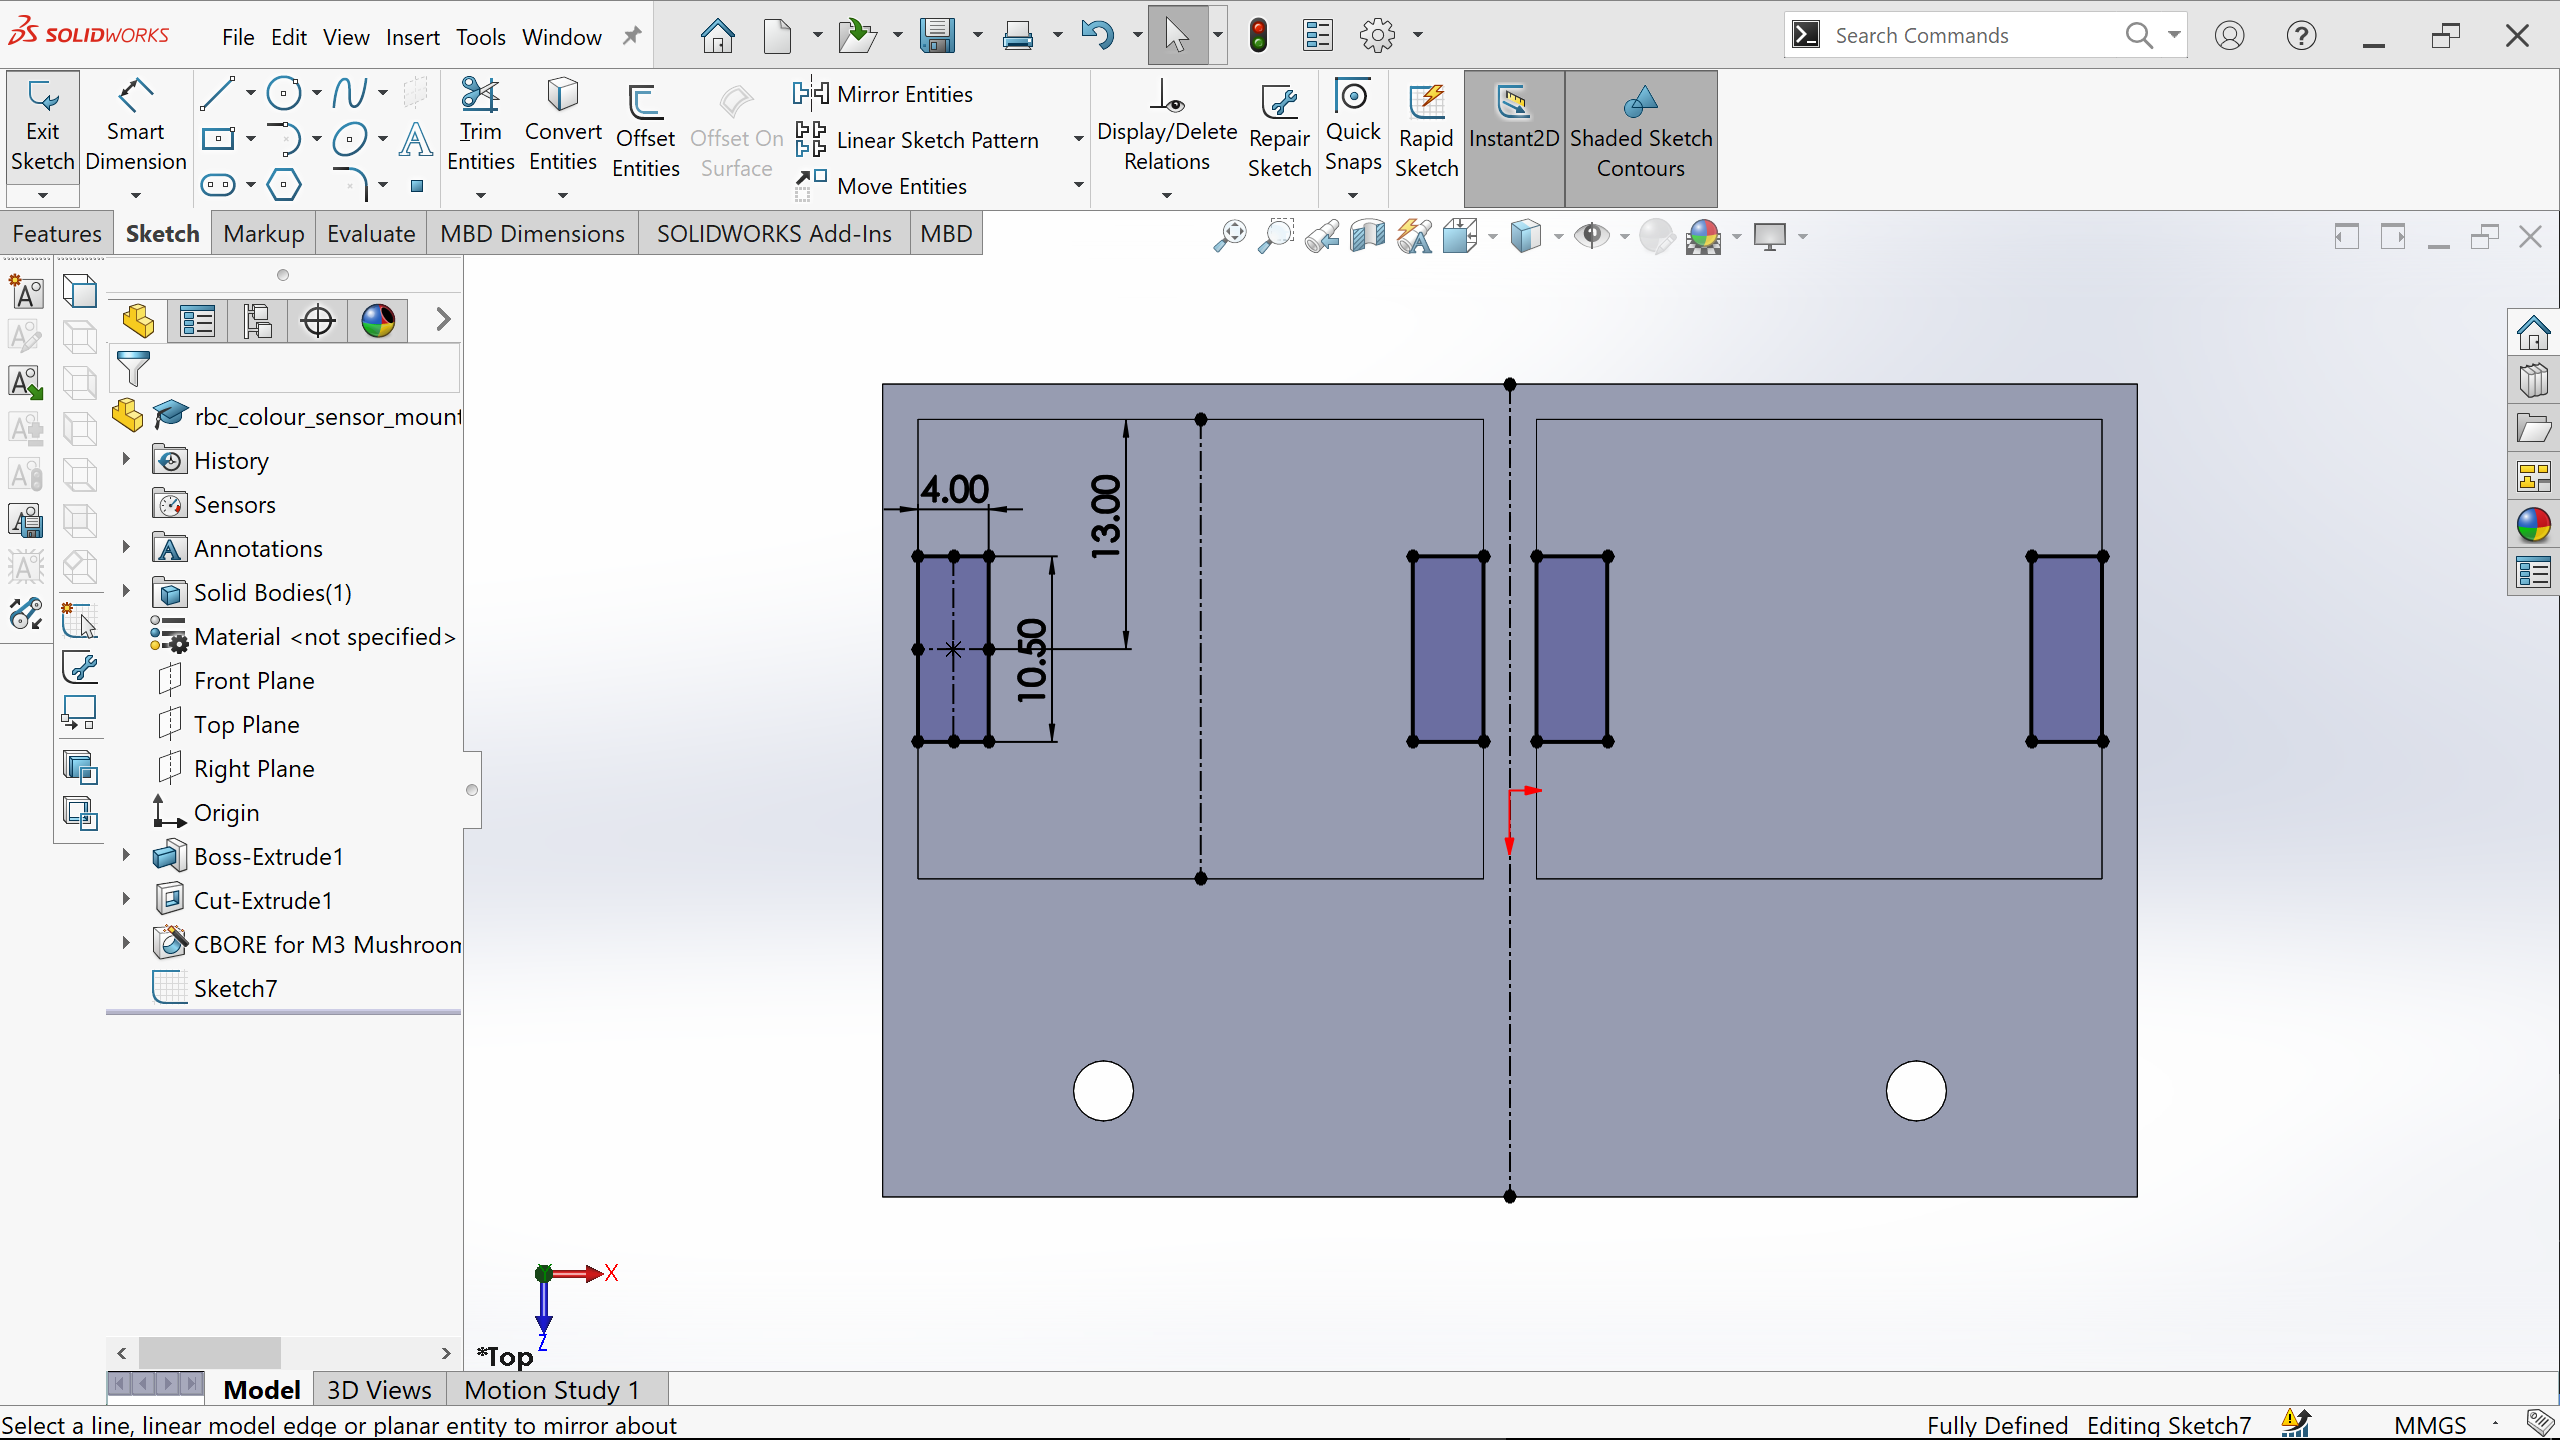 SOLIDWORKS File Edit View Insert Tools Window Search Commands
Exit Sketch
Smart Dimension
Trim Entities
Convert Entities
Offset Entities
Offset On Surface
Mirror Entities
Linear Sketch Pattern
Move Entities
Display/Delete Relations
Repair Sketch
Quick Snaps
Rapid Sketch
Instant2D
Shaded Sketch Contours
Features Sketch Markup Evaluate MBD Dimensions SOLIDWORKS Add-Ins MBD
rbc_colour_sensor_mount
History
Sensors
Annotations
Solid Bodies(1)
Material <not specified>
Front Plane
Top Plane
Right Plane
Origin
Boss-Extrude1
Cut-Extrude1
CBORE for M3 Mushroom
Sketch7
4.00
13.00
10.50
X
Z
*Top
Model 3D Views Motion Study 1
Select a line, linear model edge or planar entity to mirror about Fully Defined Editing Sketch7 MMGS